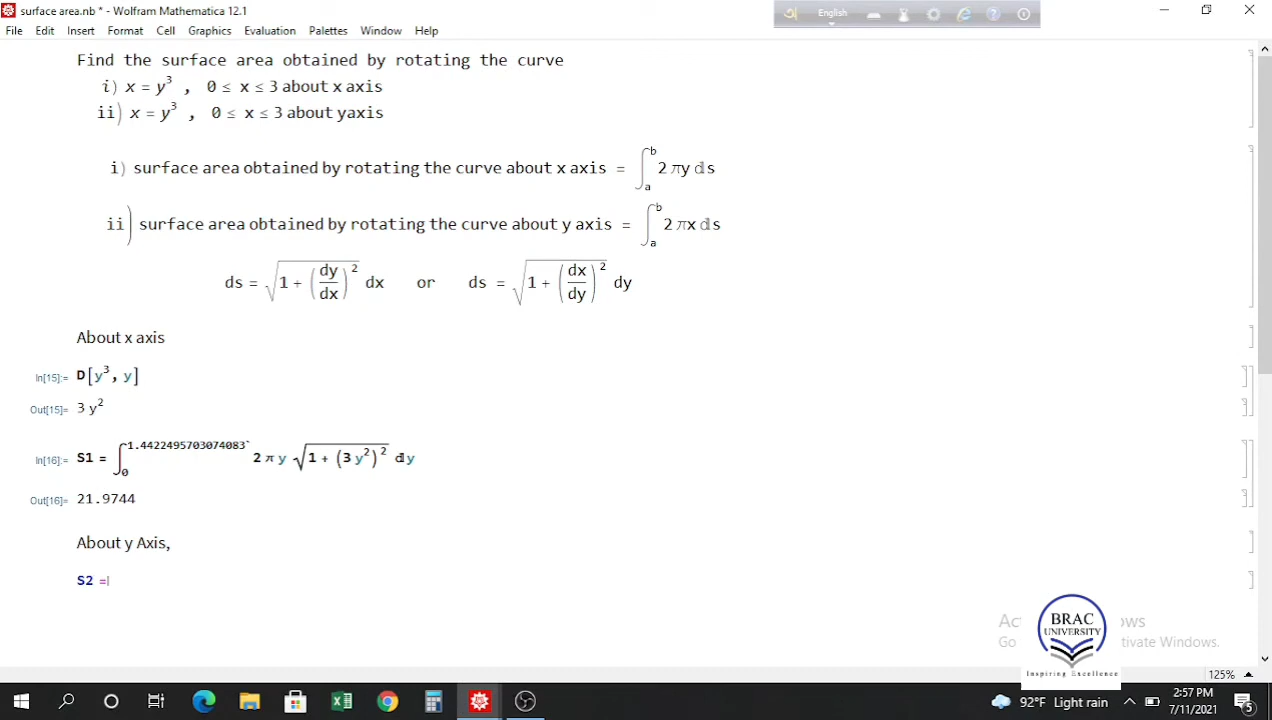 surface area.nb * - Wolfram Mathematica 12.1
English
File Edit Insert Format Cell Graphics Evaluation Palettes Window Help
Find the surface area obtained by rotating the curve
i) x = y³ , 0 ≤ x ≤ 3 about x axis
ii) x = y³ , 0 ≤ x ≤ 3 about yaxis
i) surface area obtained by rotating the curve about x axis = ∫ₐᵇ 2 πy ⅆs
ii) surface area obtained by rotating the curve about y axis = ∫ₐᵇ 2 πx ⅆs
ds = √(1 + (dy/dx)²) dx or ds = √(1 + (dx/dy)²) dy
About x axis
In[15]:= D[y³, y]
Out[15]= 3 y²
In[16]:= S1 = ∫₀^1.4422495703074083` 2 π y √(1 + (3 y²)²) ⅆy
Out[16]= 21.9744
About y Axis,
S2 =
Act ows
Go tivate Windows.
BRAC
UNIVERSITY
Inspiring Excellence
125%
92°F Light rain
2:57 PM
7/11/2021
5